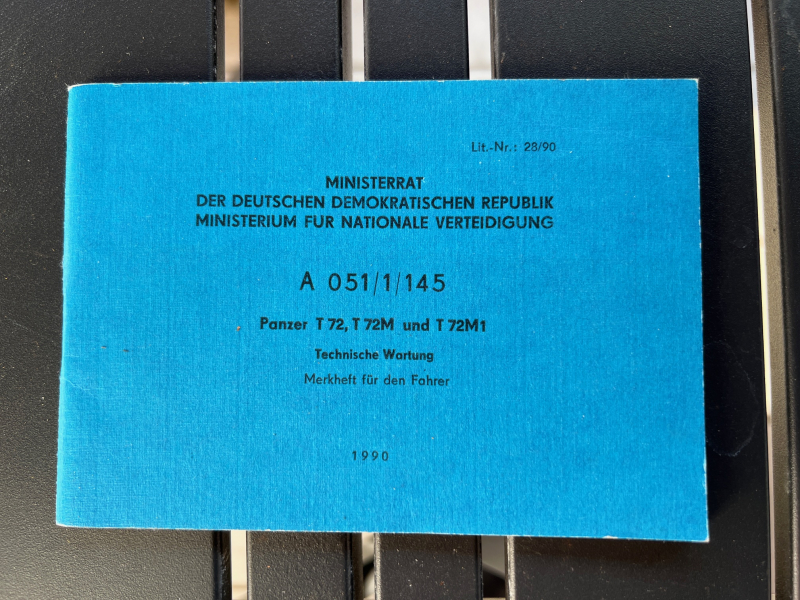 Lit.-Nr.: 28/90
MINISTERRAT
DER DEUTSCHEN DEMOKRATISCHEN REPUBLIK
MINISTERIUM FUR NATIONALE VERTEIDIGUNG
A 051/1/145
Panzer T 72, T 72M und T 72M1
Technische Wartung
Merkheft für den Fahrer
1990